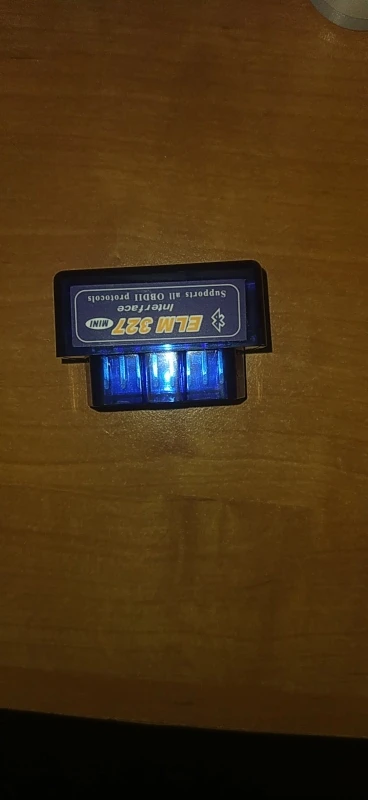 ELM 327 MINI
Interface
Supports all OBDII protocols